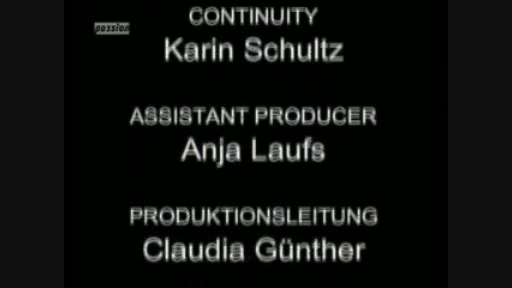 passion
CONTINUITY
Karin Schultz
ASSISTANT PRODUCER
Anja Laufs
PRODUKTIONSLEITUNG
Claudia Günther